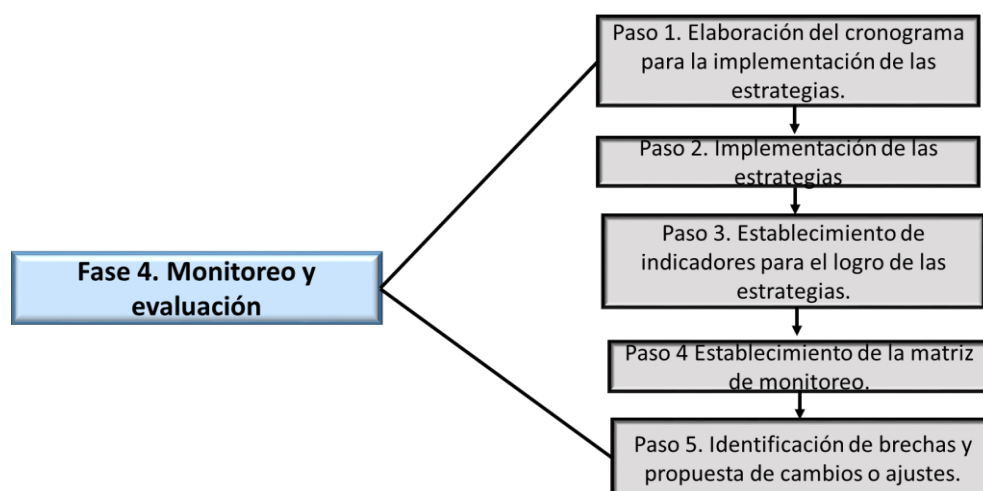 Paso 1. Elaboración del cronograma
para la implementación de las
estrategias.
Paso 2. Implementación de las
estrategias
Paso 3. Establecimiento de
indicadores para el logro de las
estrategias.
Fase 4. Monitoreo y
evaluación
Paso 4 Establecimiento de la matriz
de monitoreo.
Paso 5. Identificación de brechas y
propuesta de cambios o ajustes.